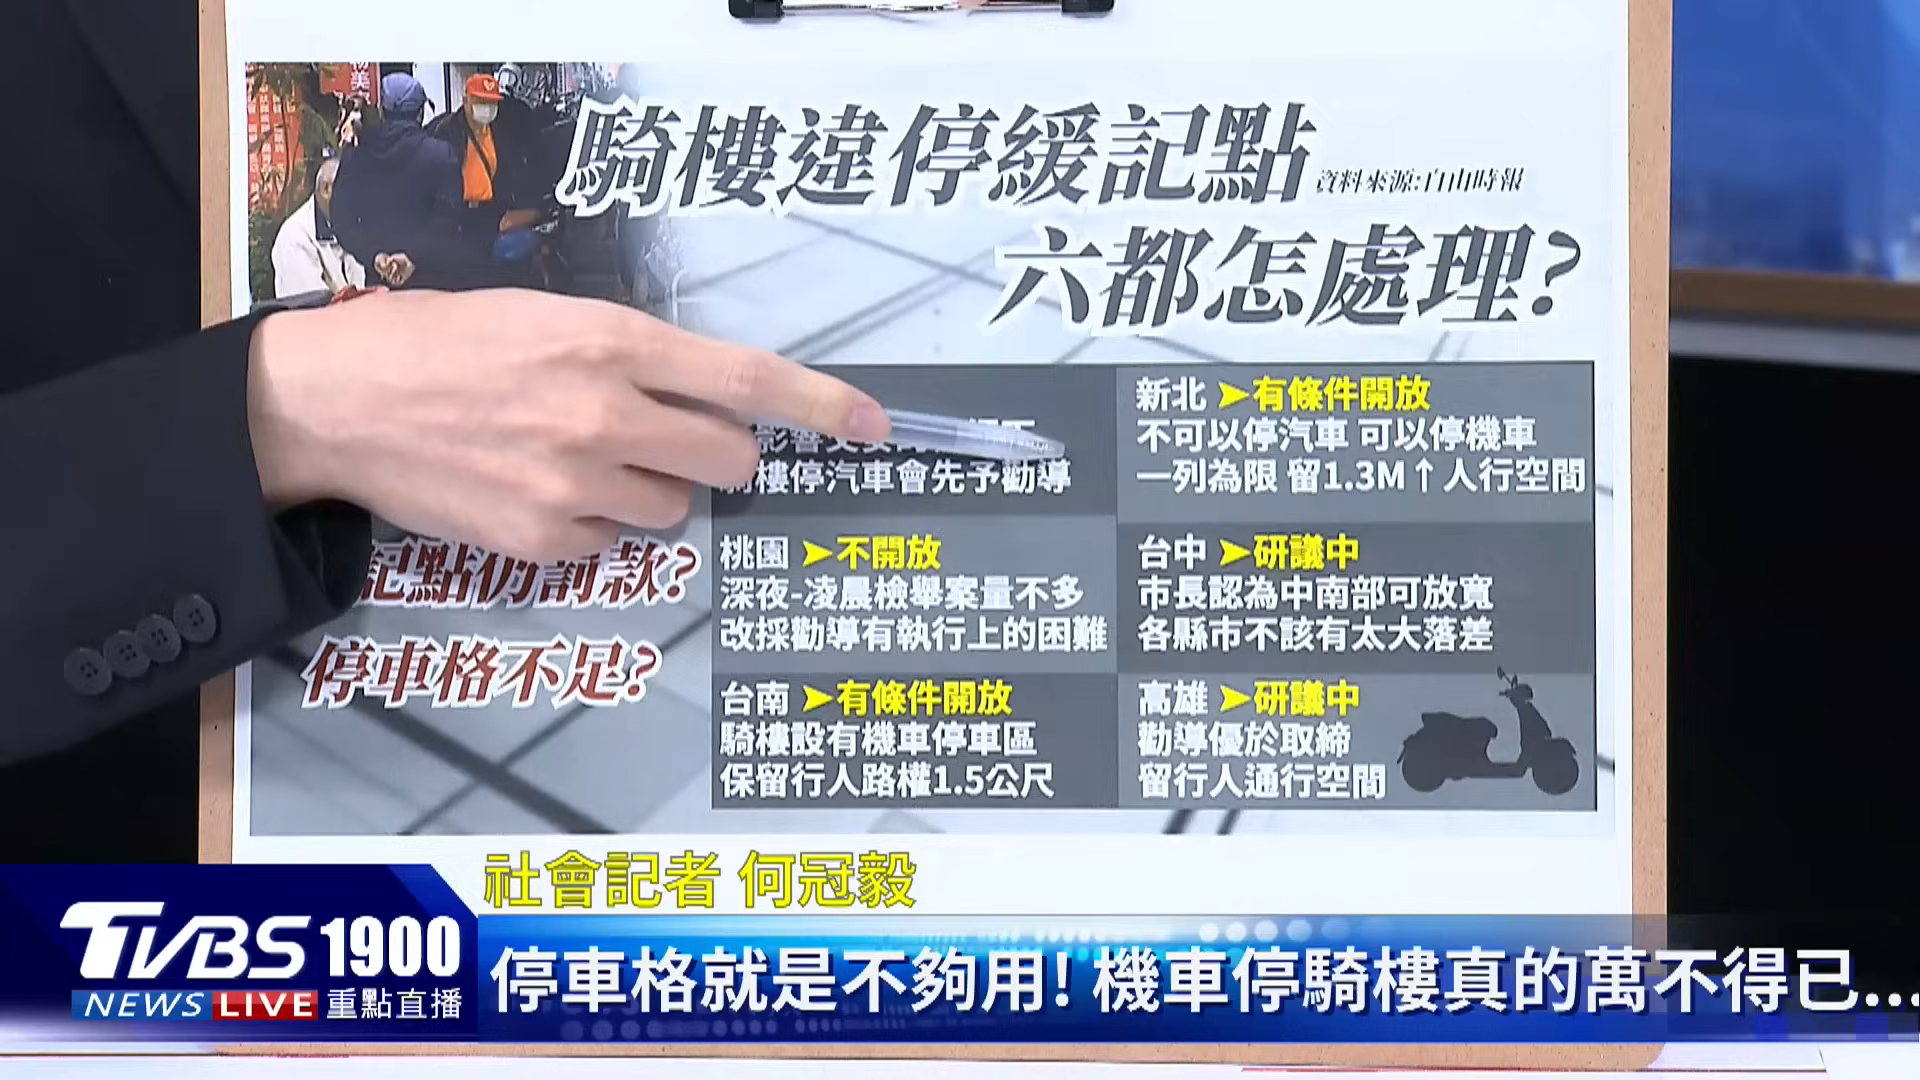 騎樓違停緩記點
資料來源:自由時報
六都怎處理?
樓停汽車會先予勸導
新北➤有條件開放
不可以停汽車 可以停機車
一列為限 留1.3M↑人行空間
記點仍罰款?
停車格不足?
桃園➤不開放
深夜-凌晨檢舉案量不多
改採勸導有執行上的困難
台中➤研議中
市長認為中南部可放寬
各縣市不該有太大落差
台南➤有條件開放
騎樓設有機車停車區
保留行人路權1.5公尺
高雄➤研議中
勸導優於取締
留行人通行空間
社會記者 何冠毅
TVBS 1900
NEWS LIVE 重點直播
停車格就是不夠用! 機車停騎樓真的萬不得已...